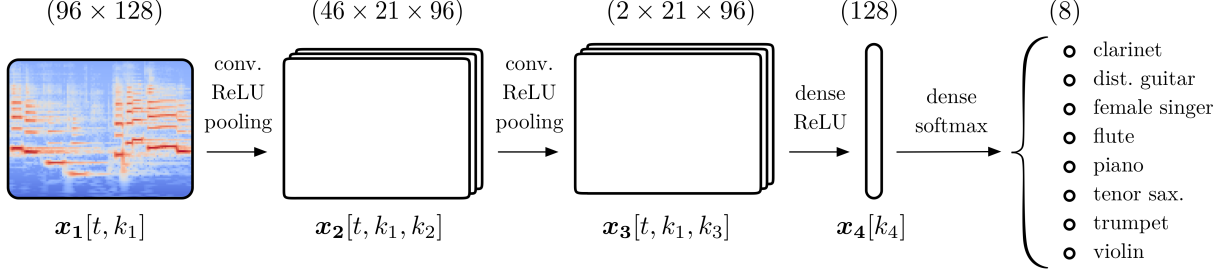 (96 × 128) (46 × 21 × 96) (2 × 21 × 96) (128) (8)
conv.
ReLU
pooling
conv.
ReLU
pooling
dense
ReLU
dense
softmax
clarinet
dist. guitar
female singer
flute
piano
tenor sax.
trumpet
violin
x₁[t, k₁] x₂[t, k₁, k₂] x₃[t, k₁, k₃] x₄[k₄]